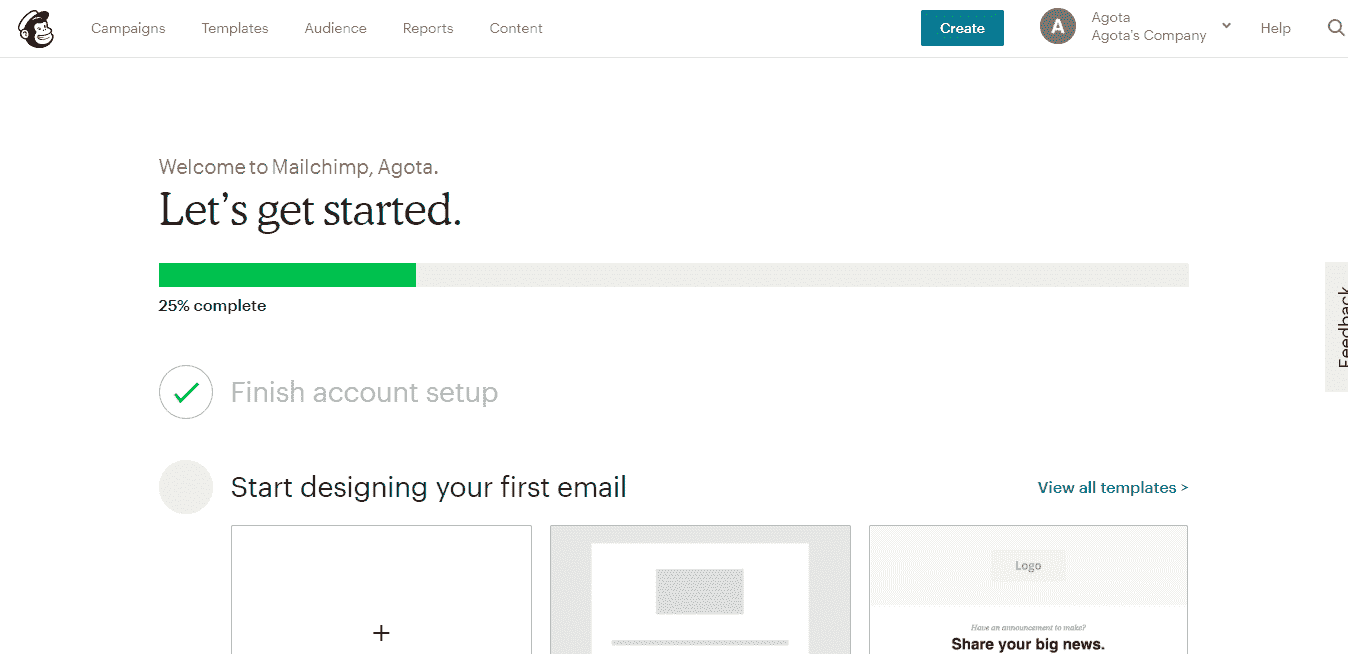 Campaigns Templates Audience Reports Content Create A Agota Help
Agota's Company
Welcome to Mailchimp, Agota.
Let’s get started.
25% complete
Feedback
Finish account setup
Start designing your first email View all templates >
+
Logo
Have an announcement to make?
Share your big news.